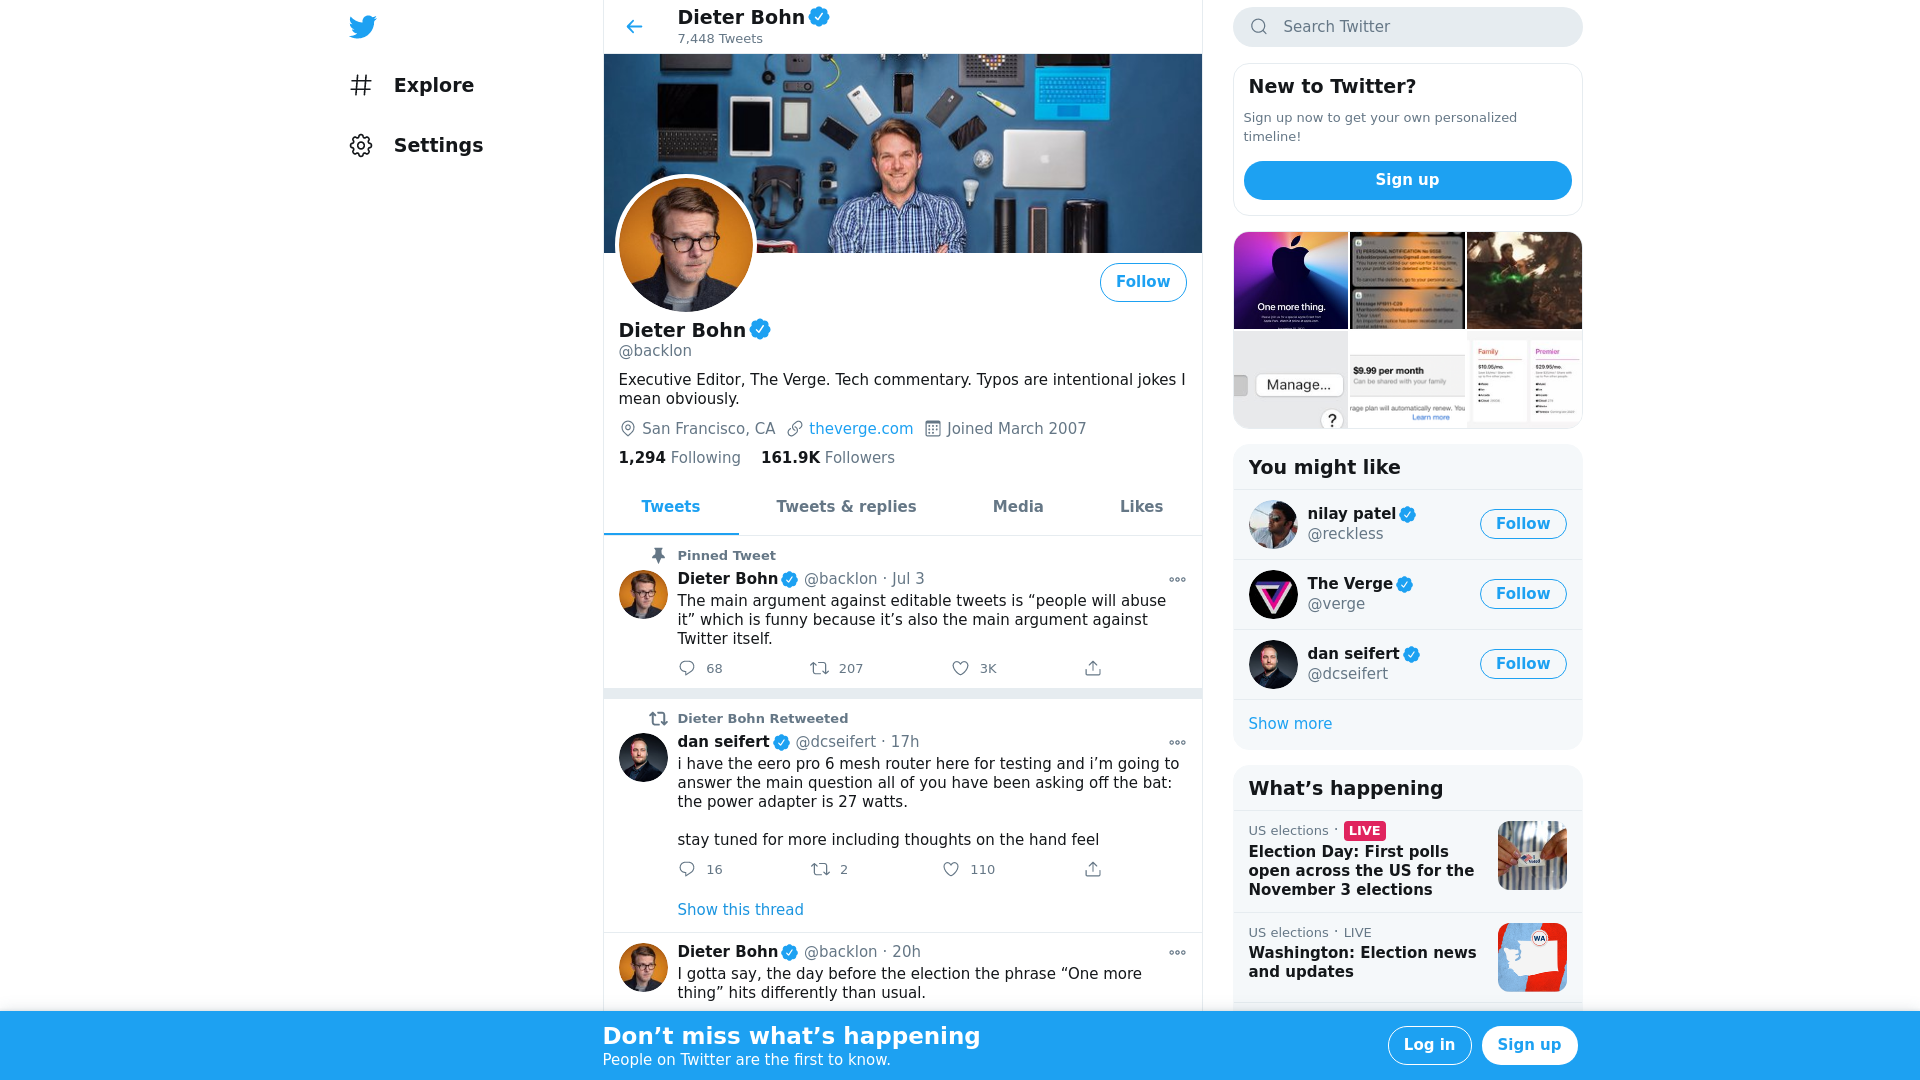 Explore
Settings
Dieter Bohn
7,448 Tweets
Follow
Dieter Bohn
@backlon
Executive Editor, The Verge. Tech commentary. Typos are intentional jokes I
mean obviously.
San Francisco, CA theverge.com Joined March 2007
1,294 Following 161.9K Followers
Tweets Tweets & replies Media Likes
Pinned Tweet
Dieter Bohn @backlon · Jul 3
The main argument against editable tweets is “people will abuse
it” which is funny because it’s also the main argument against
Twitter itself.
68 207 3K
Dieter Bohn Retweeted
dan seifert @dcseifert · 17h
i have the eero pro 6 mesh router here for testing and i’m going to
answer the main question all of you have been asking off the bat:
the power adapter is 27 watts.
stay tuned for more including thoughts on the hand feel
16 2 110
Show this thread
Dieter Bohn @backlon · 20h
I gotta say, the day before the election the phrase “One more
thing” hits differently than usual.
Search Twitter
New to Twitter?
Sign up now to get your own personalized
timeline!
Sign up
One more thing.
Manage...
?
$9.99 per month
Can be shared with your family
rage plan will automatically renew. You
Learn more
Family
Premier
You might like
nilay patel
@reckless
Follow
The Verge
@verge
Follow
dan seifert
@dcseifert
Follow
Show more
What’s happening
US elections · LIVE
Election Day: First polls
open across the US for the
November 3 elections
US elections · LIVE
Washington: Election news
and updates
WA
Don’t miss what’s happening
People on Twitter are the first to know.
Log in
Sign up